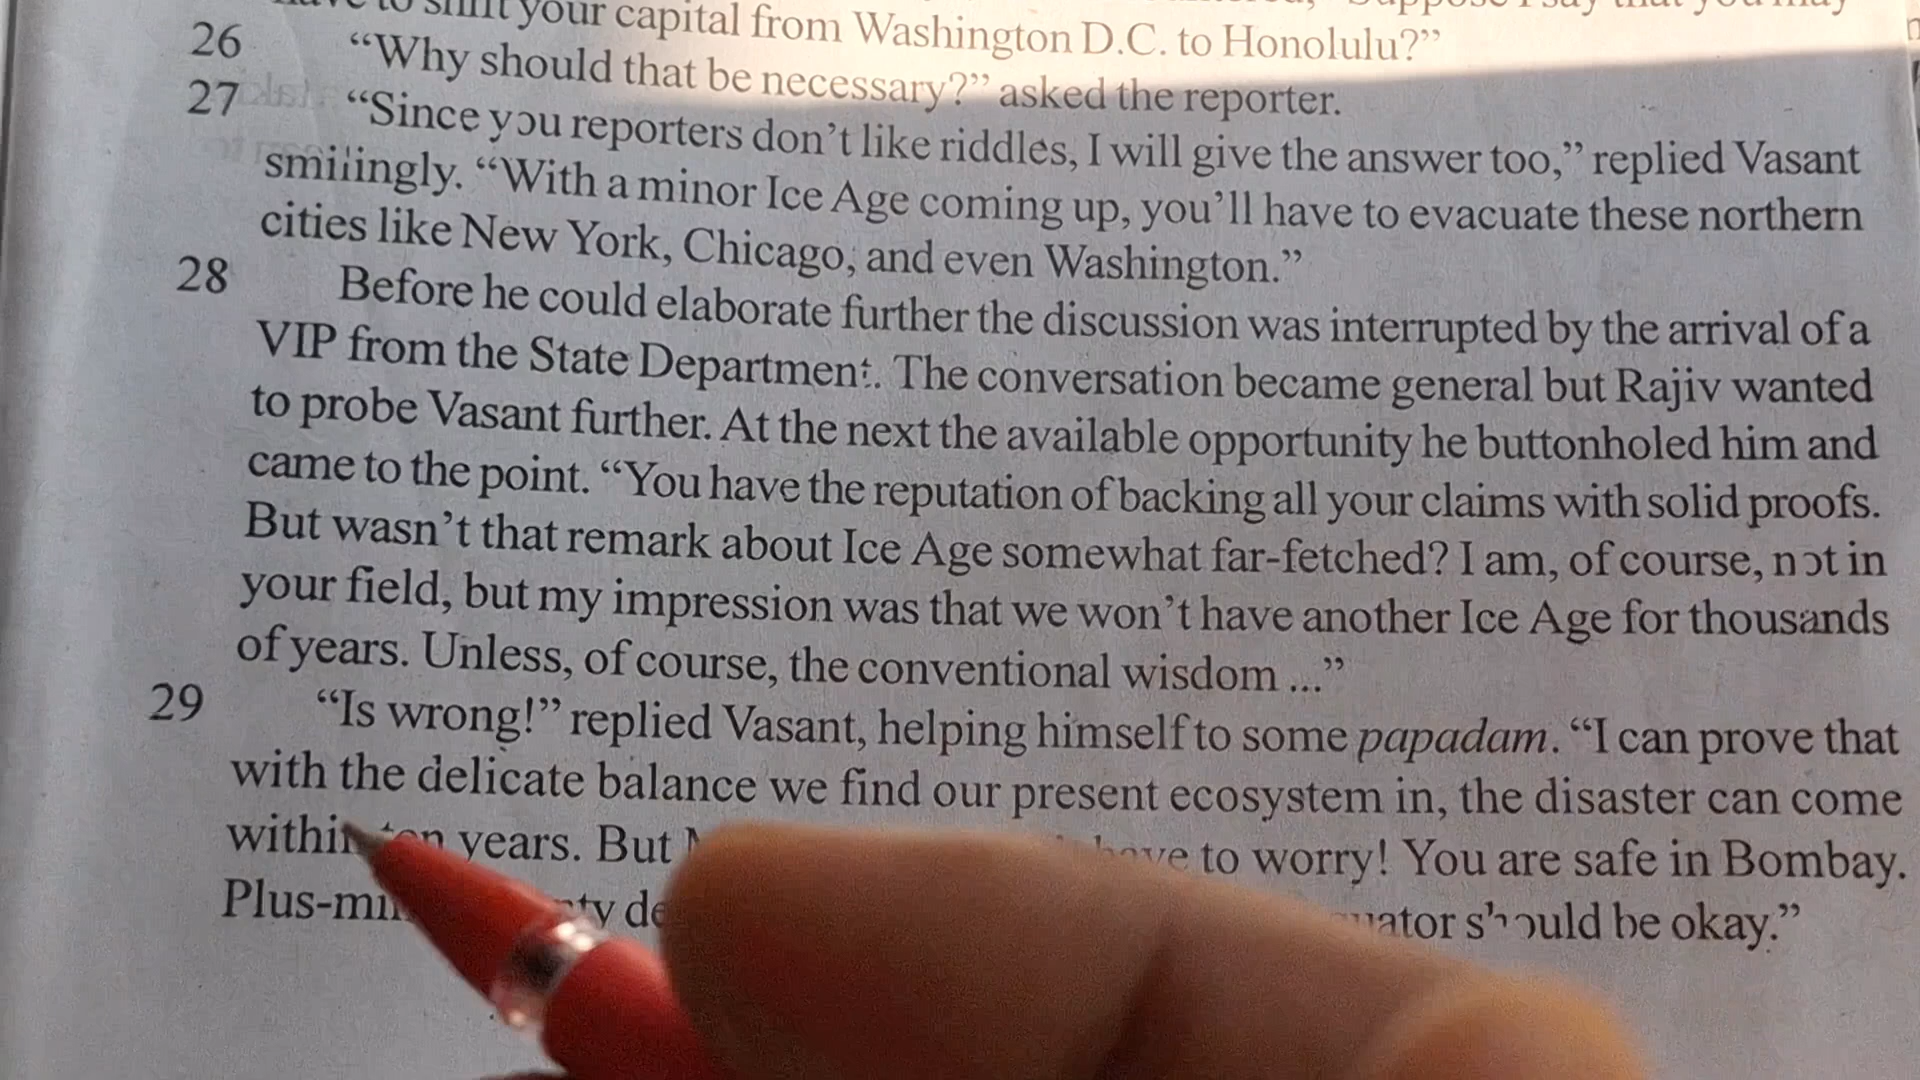 to shift your capital from Washington D.C. to Honolulu?”
26 “Why should that be necessary?” asked the reporter.
27 “Since you reporters don’t like riddles, I will give the answer too,” replied Vasant
smilingly. “With a minor Ice Age coming up, you’ll have to evacuate these northern
cities like New York, Chicago, and even Washington.”
28 Before he could elaborate further the discussion was interrupted by the arrival of a
VIP from the State Department. The conversation became general but Rajiv wanted
to probe Vasant further. At the next the available opportunity he buttonholed him and
came to the point. “You have the reputation of backing all your claims with solid proofs.
But wasn’t that remark about Ice Age somewhat far-fetched? I am, of course, not in
your field, but my impression was that we won’t have another Ice Age for thousands
of years. Unless, of course, the conventional wisdom ...”
29 “Is wrong!” replied Vasant, helping himself to some papadam. “I can prove that
with the delicate balance we find our present ecosystem in, the disaster can come
within ten years. But have to worry! You are safe in Bombay.
should be okay.”